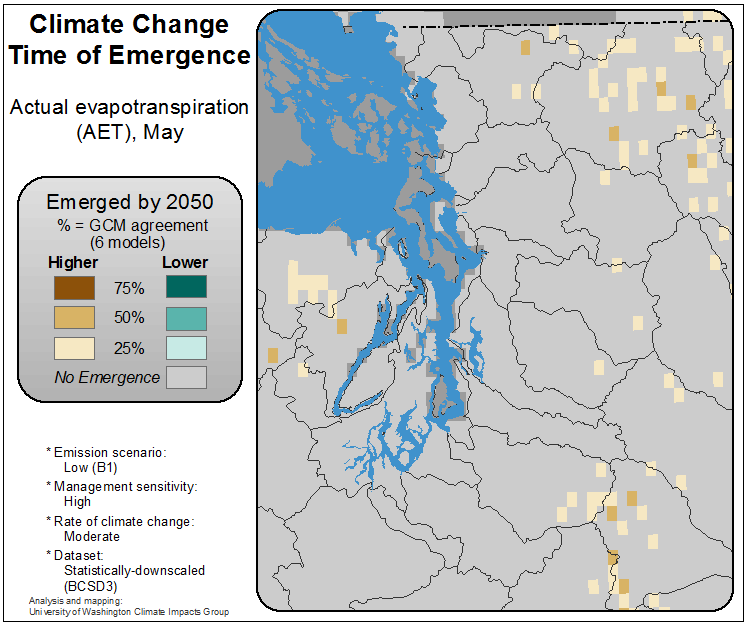 Climate Change
Time of Emergence
Actual evapotranspiration
(AET), May
Emerged by 2050
% = GCM agreement
(6 models)
Higher Lower
75%
50%
25%
No Emergence
* Emission scenario:
Low (B1)
* Management sensitivity:
High
* Rate of climate change:
Moderate
* Dataset:
Statistically-downscaled
(BCSD3)
Analysis and mapping:
University of Washington Climate Impacts Group